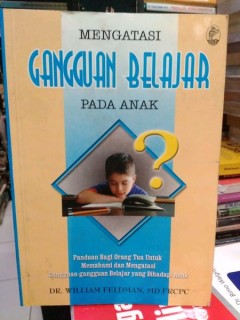 MENGATASI
GANGGUAN BELAJAR
PADA ANAK
?
Panduan Bagi Orang Tua Untuk
Memahami dan Mengatasi
Gangguan-gangguan Belajar yang Dihadapi Anak
DR. WILLIAM FELDMAN, MD FRCPC